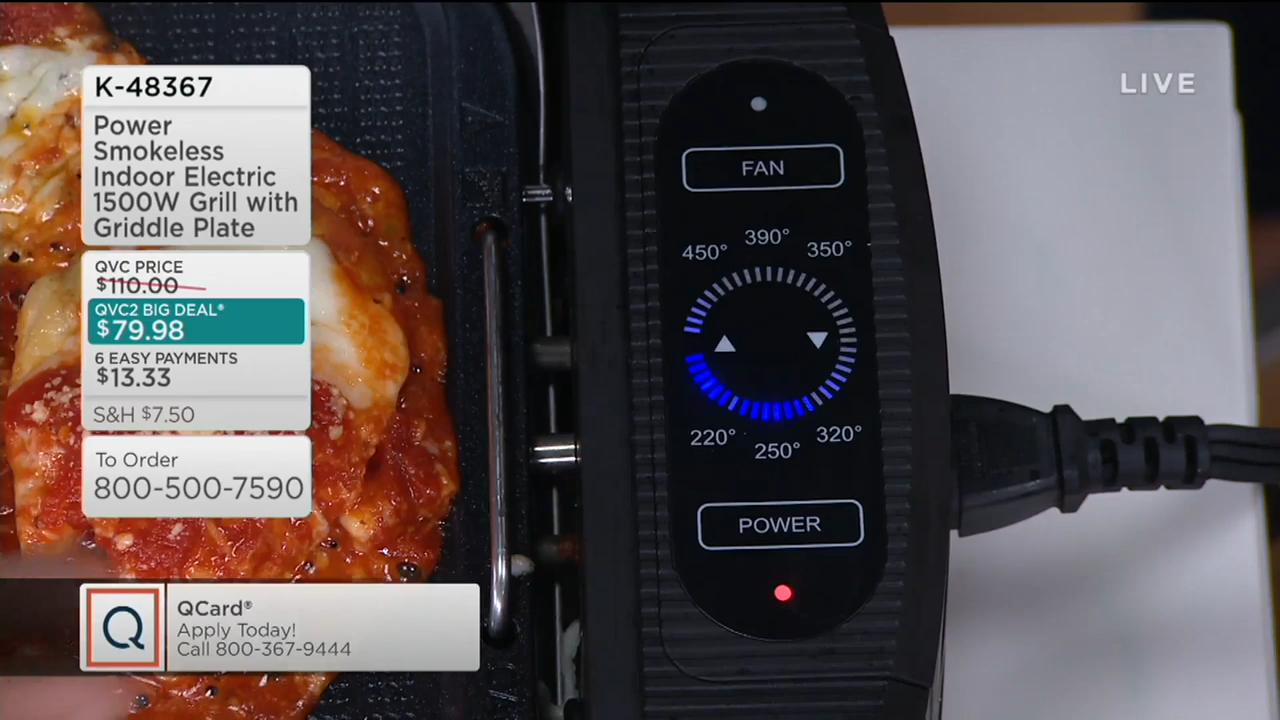 K-48367
Power
Smokeless
Indoor Electric
1500W Grill with
Griddle Plate
QVC PRICE
$110.00
QVC2 BIG DEAL®
$79.98
6 EASY PAYMENTS
$13.33
S&H $7.50
To Order
800-500-7590
Q
QCard®
Apply Today!
Call 800-367-9444
LIVE
FAN
450° 390° 350°
220° 250° 320°
POWER